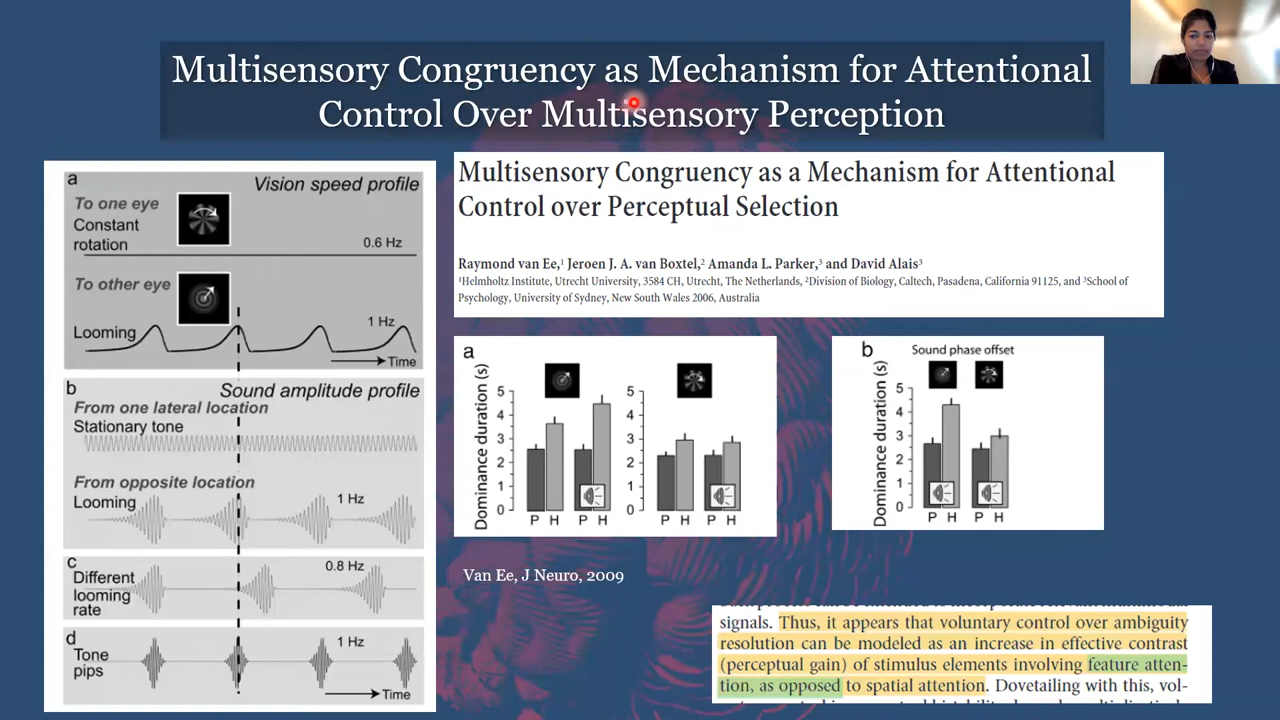 Multisensory Congruency as Mechanism for Attentional
Control Over Multisensory Perception
a
Vision speed profile
To one eye
Constant
rotation
0.6 Hz
To other eye
Looming
1 Hz
Time
b
Sound amplitude profile
From one lateral location
Stationary tone
From opposite location
Looming
1 Hz
c
Different
looming
rate
0.8 Hz
d
Tone
pips
1 Hz
Time
Multisensory Congruency as a Mechanism for Attentional
Control over Perceptual Selection
Raymond van Ee,1 Jeroen J. A. van Boxtel,2 Amanda L. Parker,3 and David Alais3
1Helmholtz Institute, Utrecht University, 3584 CH, Utrecht, The Netherlands, 2Division of Biology, Caltech, Pasadena, California 91125, and 3School of
Psychology, University of Sydney, New South Wales 2006, Australia
a
Dominance duration (s)
5
4
3
2
1
0
P H P H
5
4
3
2
1
0
P H P H
b
Sound phase offset
Dominance duration (s)
5
4
3
2
1
0
P H P H
Van Ee, J Neuro, 2009
signals. Thus, it appears that voluntary control over ambiguity
resolution can be modeled as an increase in effective contrast
(perceptual gain) of stimulus elements involving feature atten-
tion, as opposed to spatial attention. Dovetailing with this, vol-